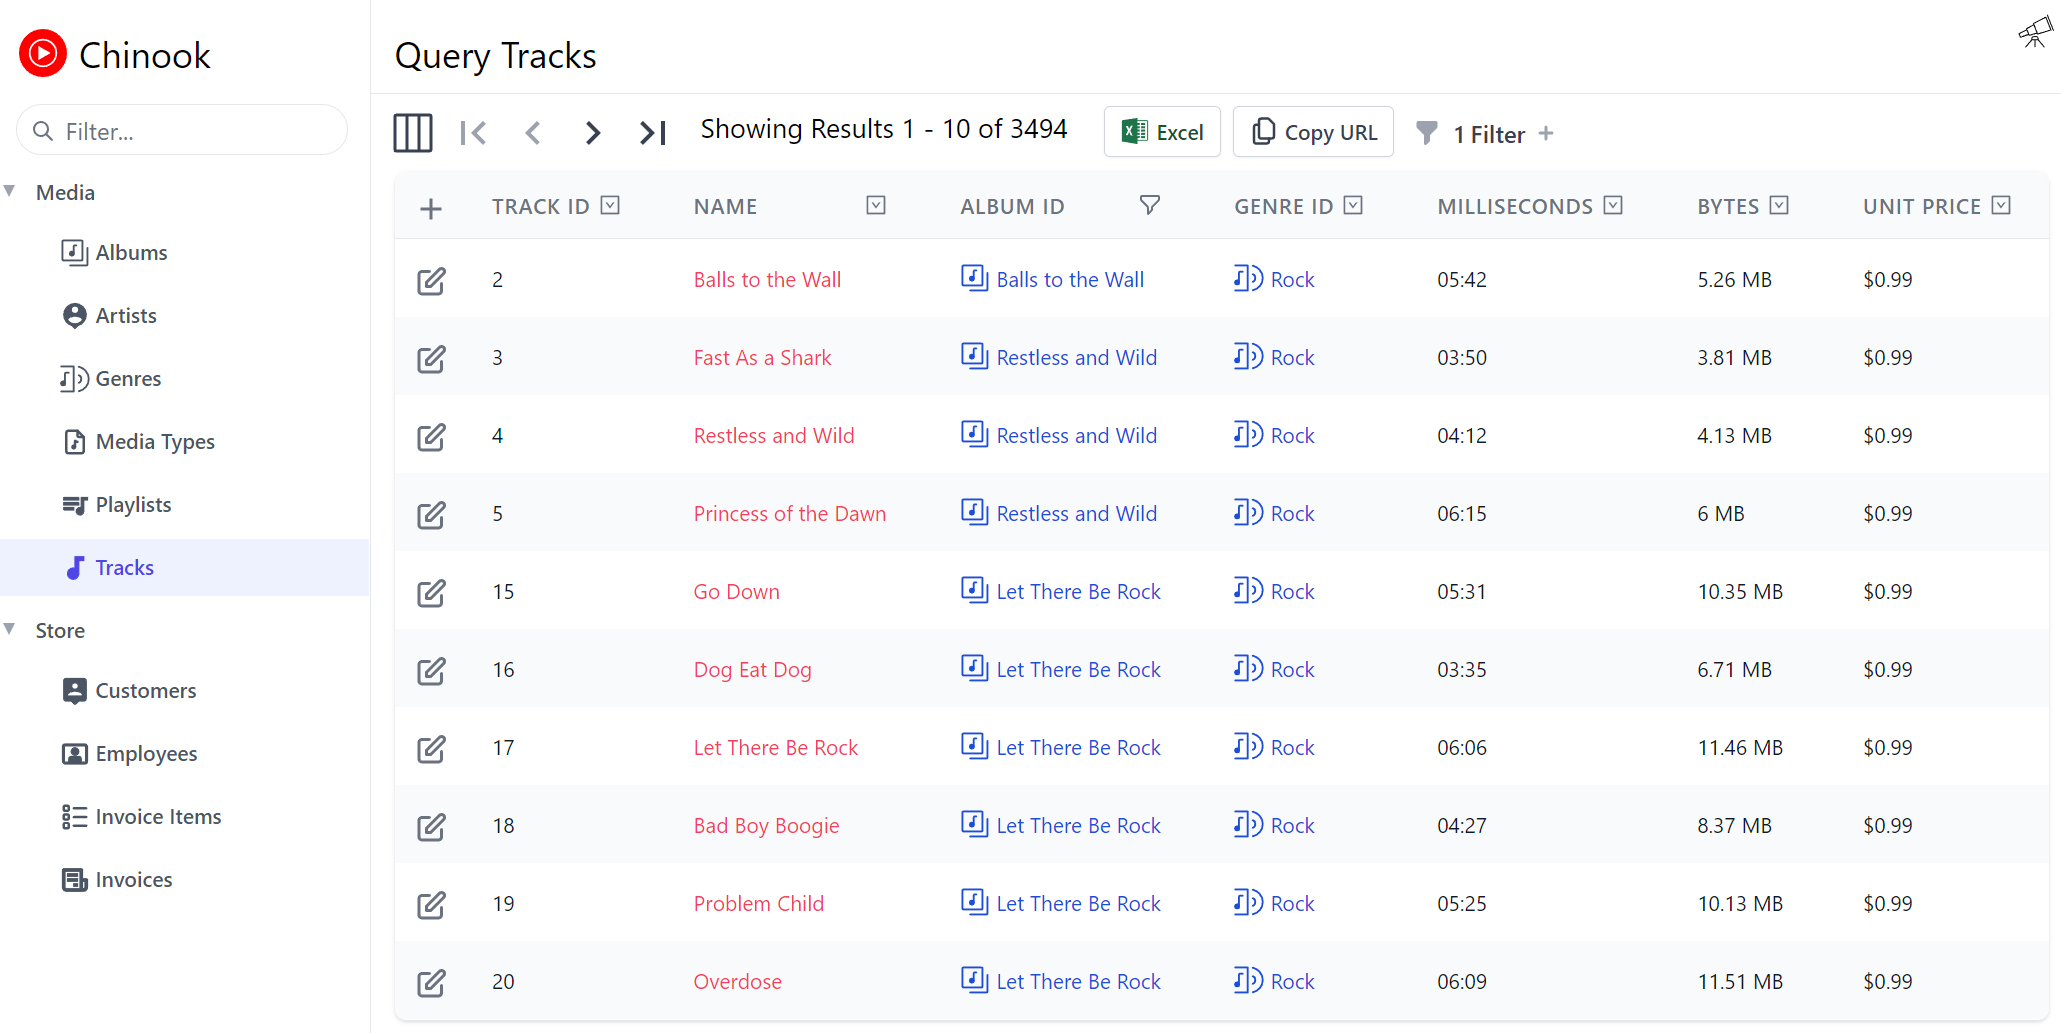 Chinook
Filter...
Media
Albums
Artists
Genres
Media Types
Playlists
Tracks
Store
Customers
Employees
Invoice Items
Invoices
Query Tracks
Showing Results 1 - 10 of 3494 Excel Copy URL 1 Filter +
TRACK ID NAME ALBUM ID GENRE ID MILLISECONDS BYTES UNIT PRICE
2 Balls to the Wall Balls to the Wall Rock 05:42 5.26 MB $0.99
3 Fast As a Shark Restless and Wild Rock 03:50 3.81 MB $0.99
4 Restless and Wild Restless and Wild Rock 04:12 4.13 MB $0.99
5 Princess of the Dawn Restless and Wild Rock 06:15 6 MB $0.99
15 Go Down Let There Be Rock Rock 05:31 10.35 MB $0.99
16 Dog Eat Dog Let There Be Rock Rock 03:35 6.71 MB $0.99
17 Let There Be Rock Let There Be Rock Rock 06:06 11.46 MB $0.99
18 Bad Boy Boogie Let There Be Rock Rock 04:27 8.37 MB $0.99
19 Problem Child Let There Be Rock Rock 05:25 10.13 MB $0.99
20 Overdose Let There Be Rock Rock 06:09 11.51 MB $0.99